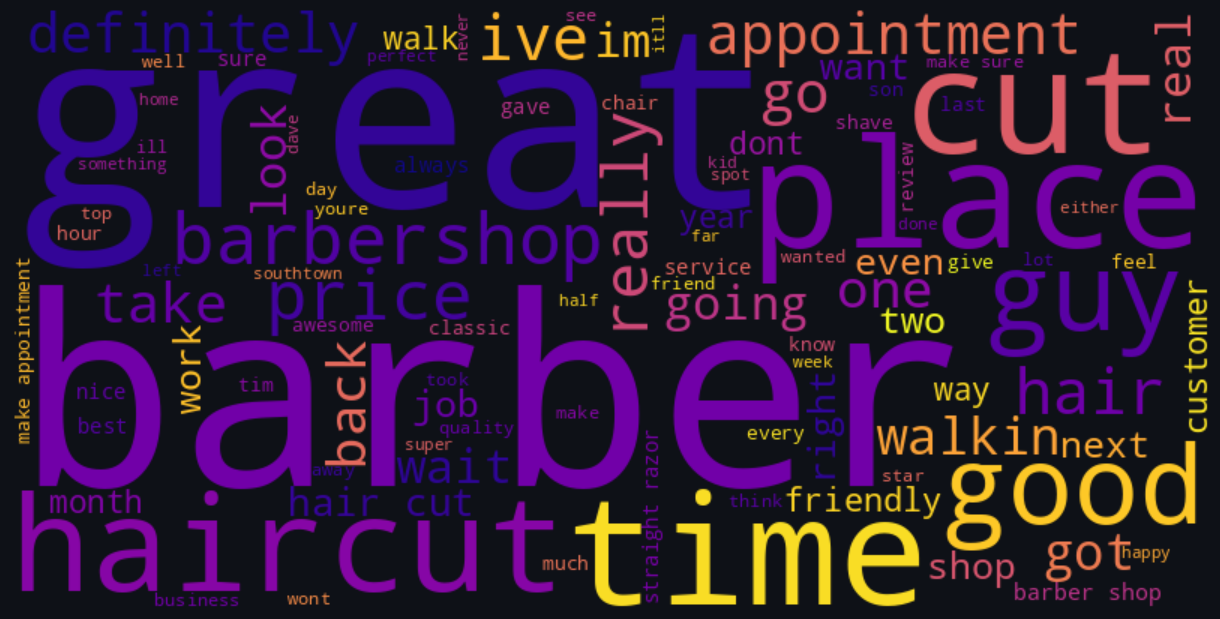 definitely
walk
never
ive
see
im
itll
appointment
real
well
sure
perfect
want
make sure
great
home
look
dave
gave
chair
go
son
last
cut
ill
something
always
really
dont
shave
kid
spot
review
place
day
youre
top
hour
barbershop
year
far
done
either
left
southtown
wanted
even
give
lot
feel
make appointment
take
price
half
service
friend
going
one
guy
customer
awesome
classic
two
work
back
know
week
barber
nice
best
tim
took
job
quality
make
super
every
right
way
hair
away
wait
walkin
next
star
good
month
hair cut
straight razor
think
friendly
haircut
much
time
shop
got
happy
business
wont
barber shop